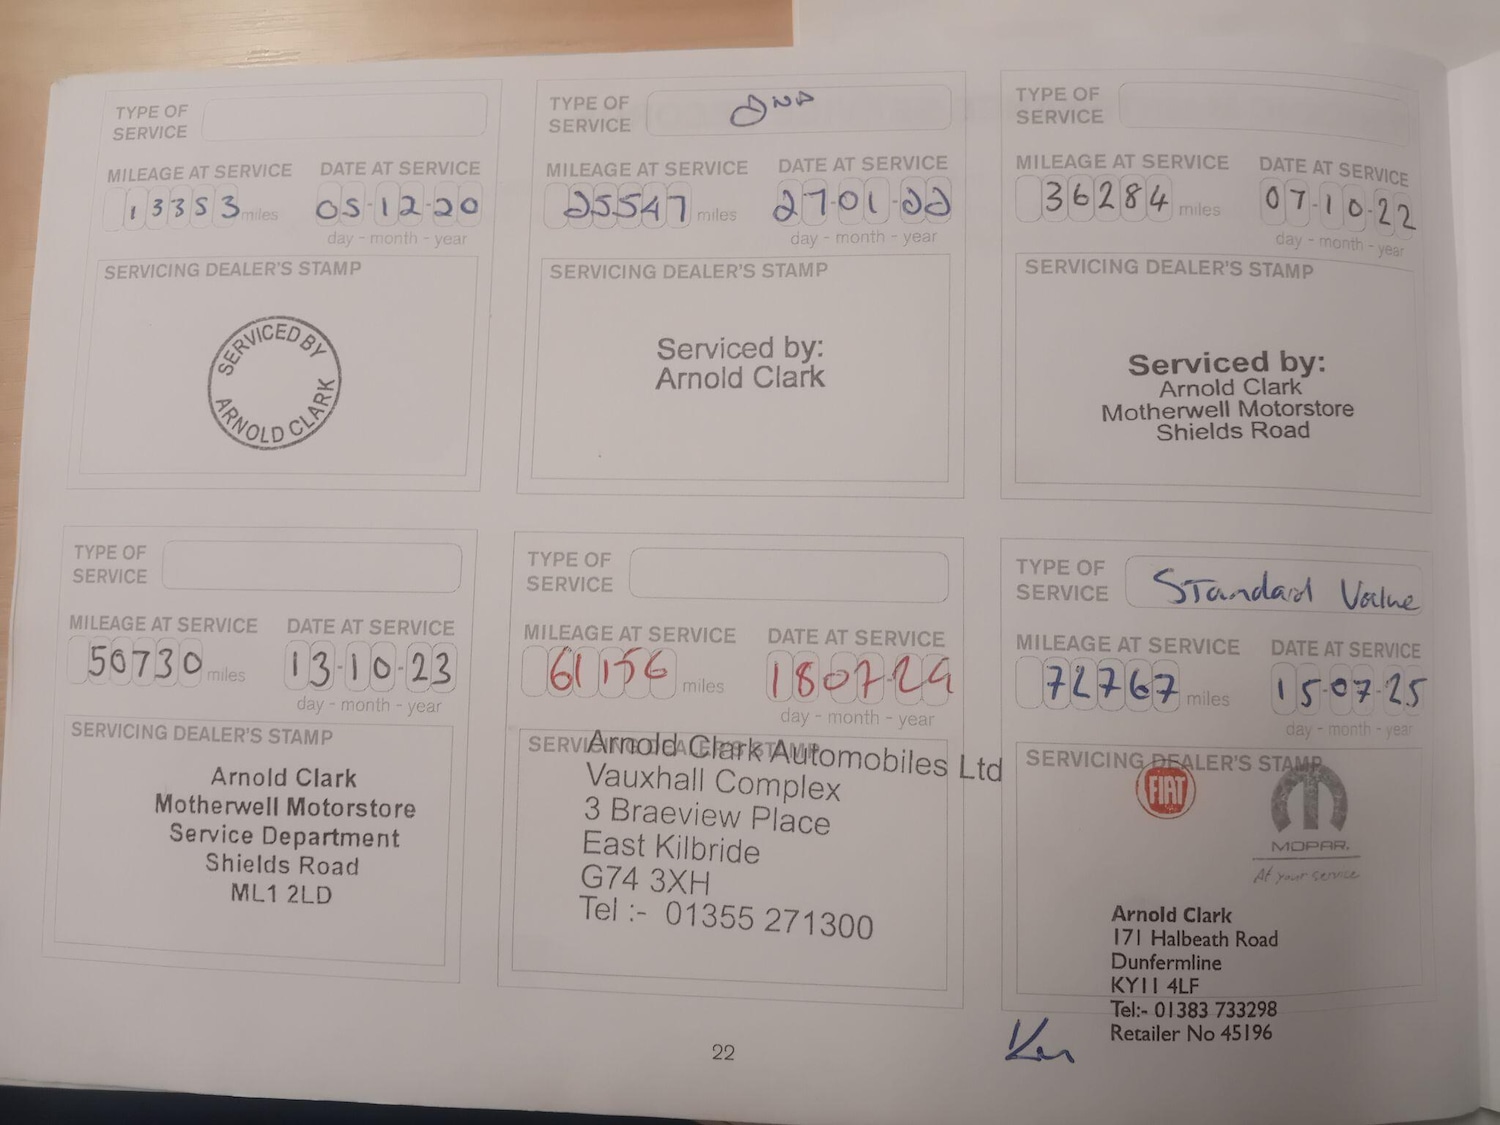 TYPE OF
SERVICE
MILEAGE AT SERVICE DATE AT SERVICE
13353 miles 05-12-20
day - month - year
SERVICING DEALER'S STAMP
SERVICED BY
ARNOLD CLARK
TYPE OF
SERVICE 2ND
MILEAGE AT SERVICE DATE AT SERVICE
25547 miles 27-01-22
day - month - year
SERVICING DEALER'S STAMP
Serviced by:
Arnold Clark
TYPE OF
SERVICE
MILEAGE AT SERVICE DATE AT SERVICE
36284 miles 07-10-22
day - month - year
SERVICING DEALER'S STAMP
Serviced by:
Arnold Clark
Motherwell Motorstore
Shields Road
TYPE OF
SERVICE
MILEAGE AT SERVICE DATE AT SERVICE
50730 miles 13-10-23
day - month - year
SERVICING DEALER'S STAMP
Arnold Clark
Motherwell Motorstore
Service Department
Shields Road
ML1 2LD
TYPE OF
SERVICE
MILEAGE AT SERVICE DATE AT SERVICE
61156 miles 18-07-24
day - month - year
SERVICING DEALER'S STAMP
Arnold Clark Automobiles Ltd
Vauxhall Complex
3 Braeview Place
East Kilbride
G74 3XH
Tel :- 01355 271300
TYPE OF
SERVICE Standard Value
MILEAGE AT SERVICE DATE AT SERVICE
72767 miles 15-07-25
day - month - year
SERVICING DEALER'S STAMP
FIAT
MOPAR.
At your service
Arnold Clark
171 Halbeath Road
Dunfermline
KY11 4LF
Tel:- 01383 733298
Retailer No 45196
22